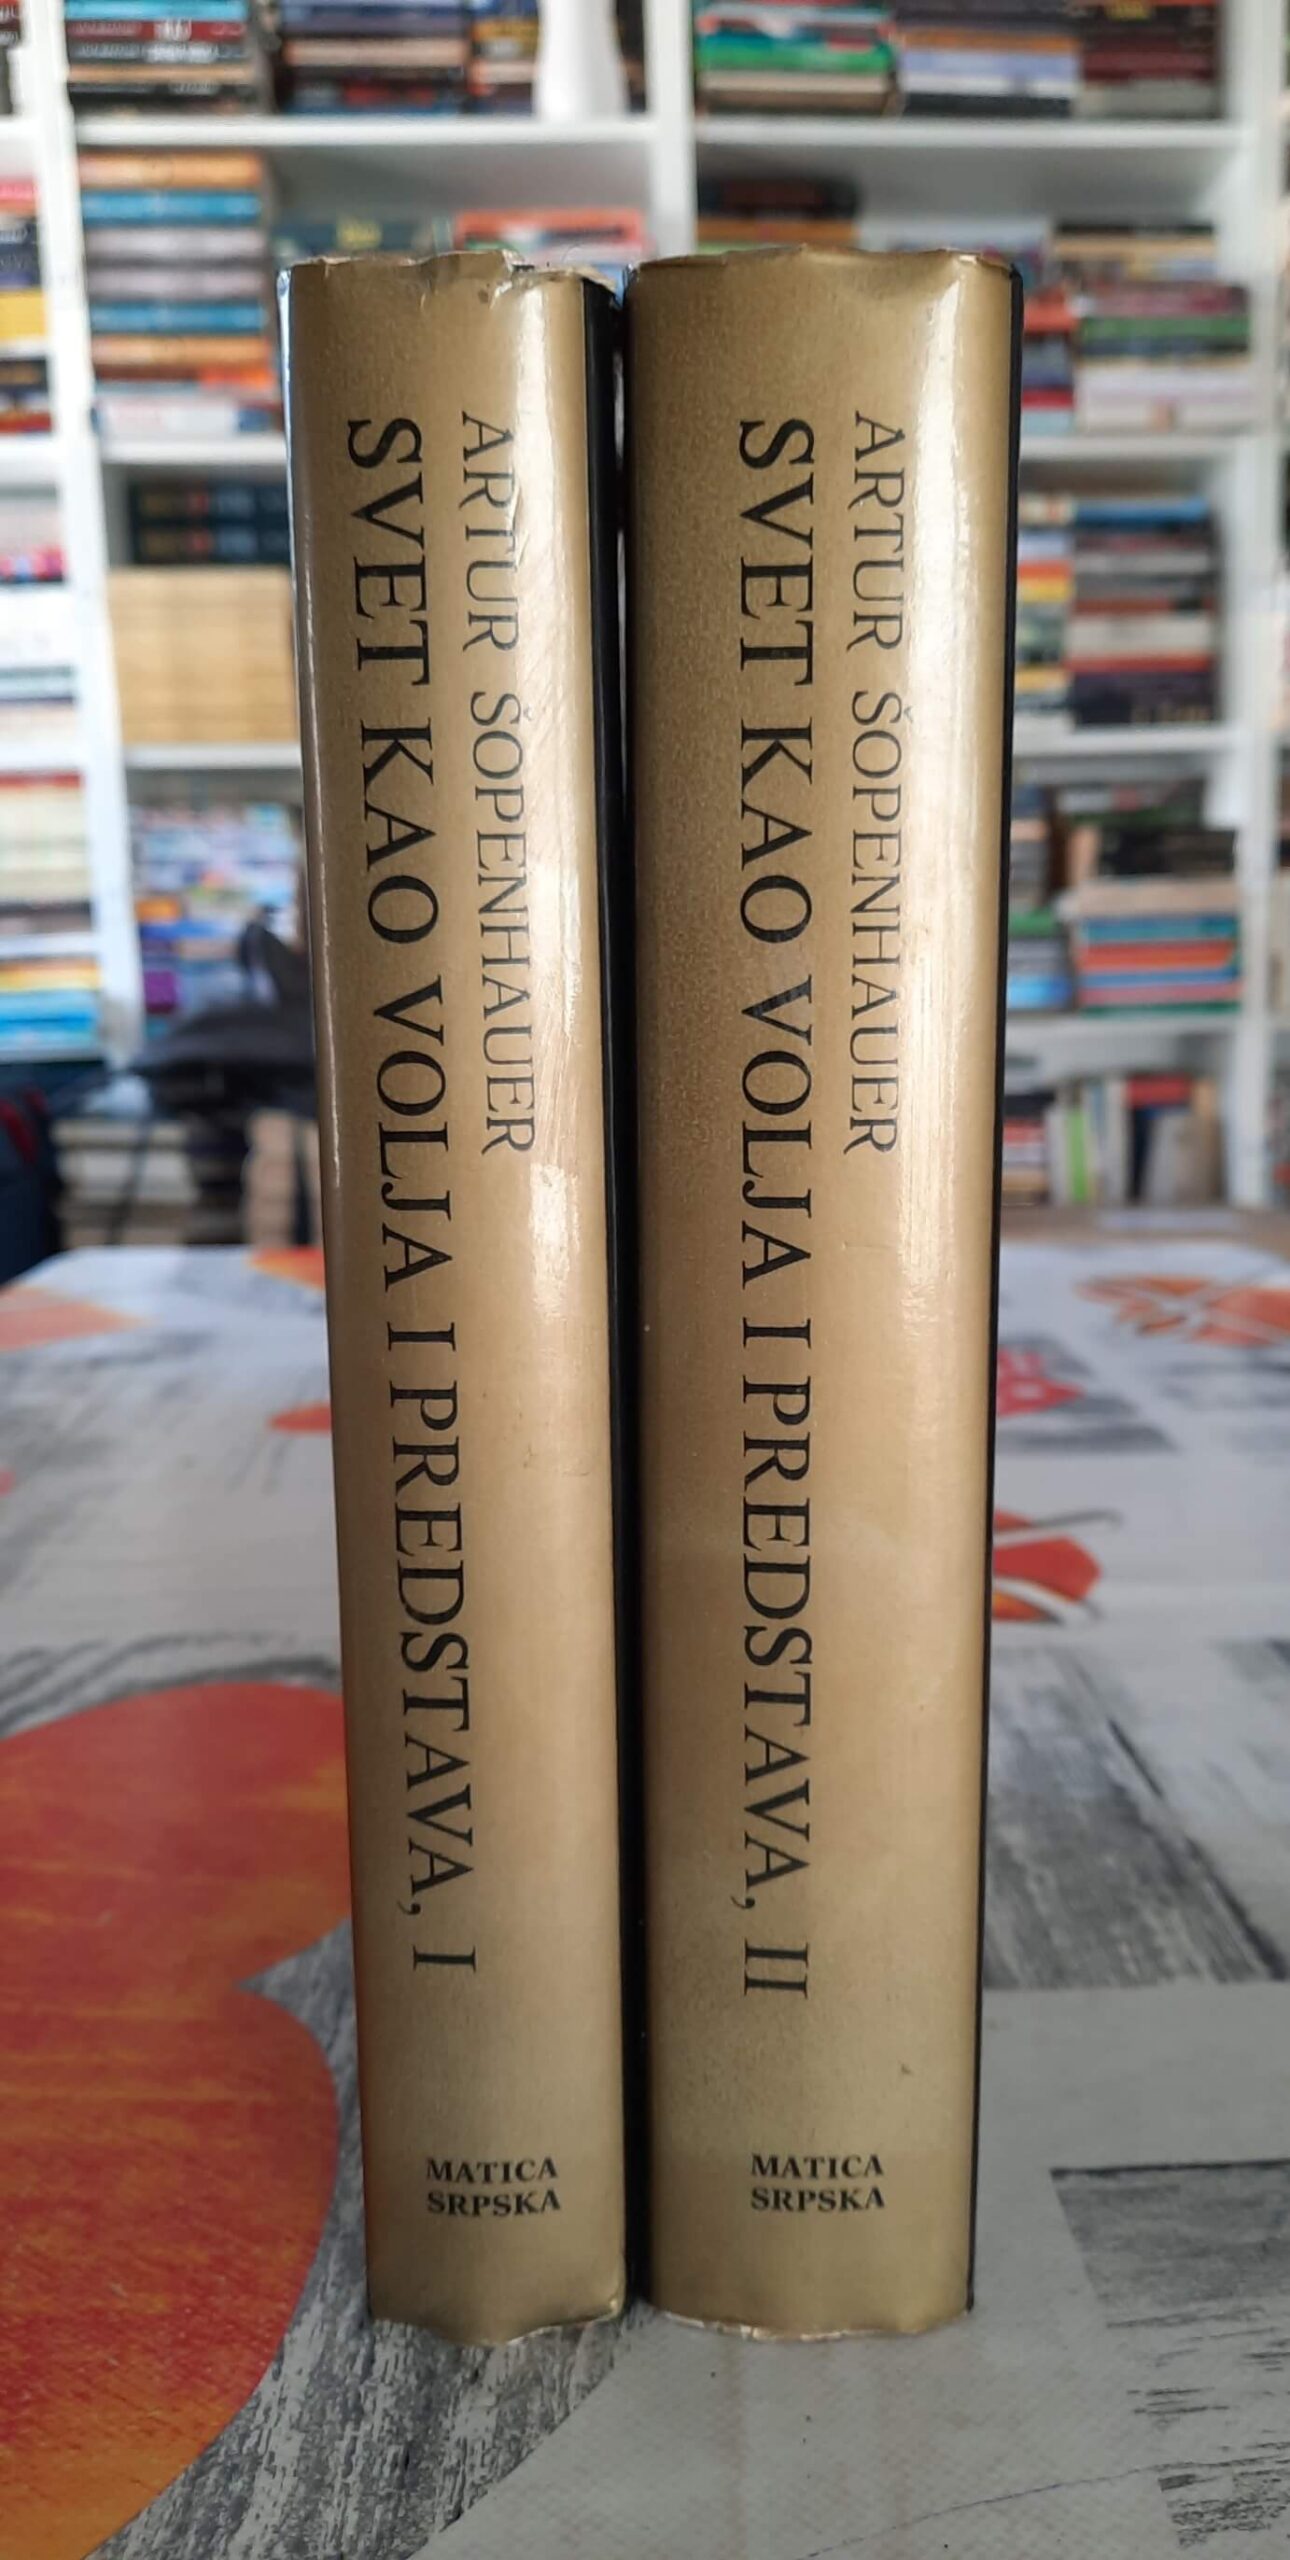 ARTUR ŠOPENHAUER
SVET KAO VOLJA I PREDSTAVA, I
MATICA
SRPSKA
ARTUR ŠOPENHAUER
SVET KAO VOLJA I PREDSTAVA, II
MATICA
SRPSKA